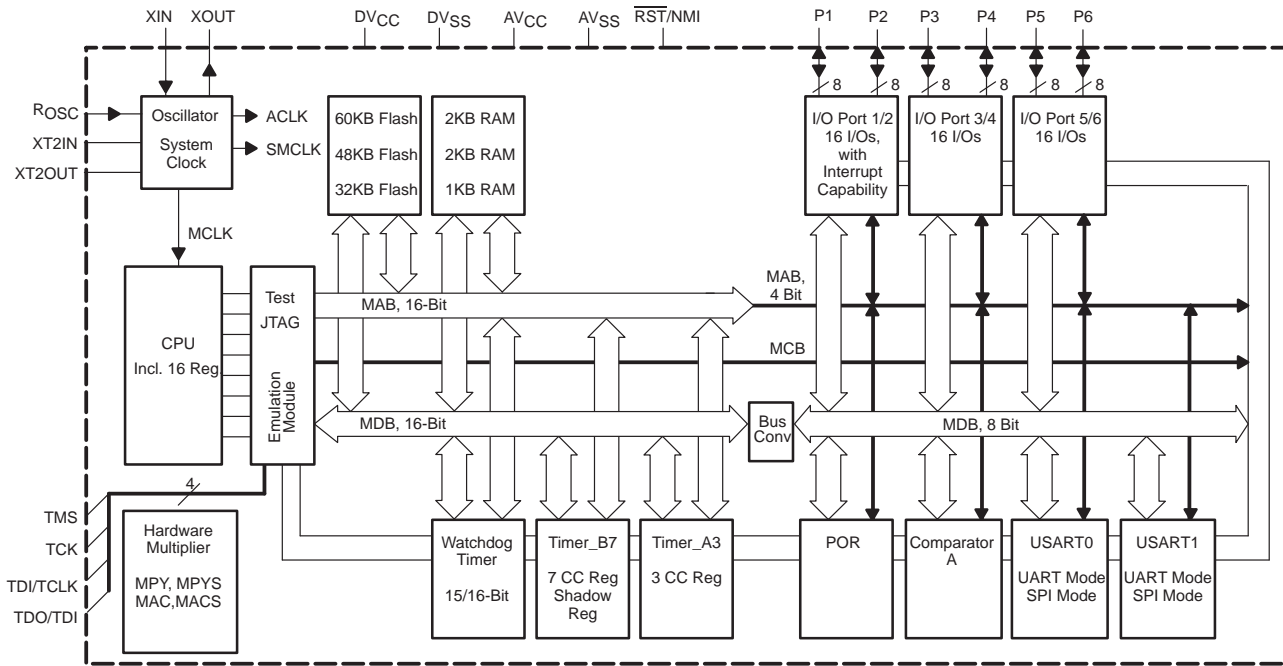 XIN
XOUT
DVCC
DVSS
AVCC
AVSS
RST/NMI
P1
P2
P3
P4
P5
P6
8
8
8
8
8
8
ROSC
XT2IN
XT2OUT
Oscillator
System
Clock
ACLK
SMCLK
60KB Flash
48KB Flash
32KB Flash
2KB RAM
2KB RAM
1KB RAM
I/O Port 1/2
16 I/Os,
with
Interrupt
Capability
I/O Port 3/4
16 I/Os
I/O Port 5/6
16 I/Os
MCLK
CPU
Incl. 16 Reg.
Test
JTAG
Emulation
Module
MAB, 16-Bit
MAB,
4 Bit
MCB
MDB, 16-Bit
Bus
Conv
MDB, 8 Bit
4
TMS
TCK
TDI/TCLK
TDO/TDI
Hardware
Multiplier
MPY, MPYS
MAC,MACS
Watchdog
Timer
15/16-Bit
Timer_B7
7 CC Reg
Shadow
Reg
Timer_A3
3 CC Reg
POR
Comparator
A
USART0
UART Mode
SPI Mode
USART1
UART Mode
SPI Mode